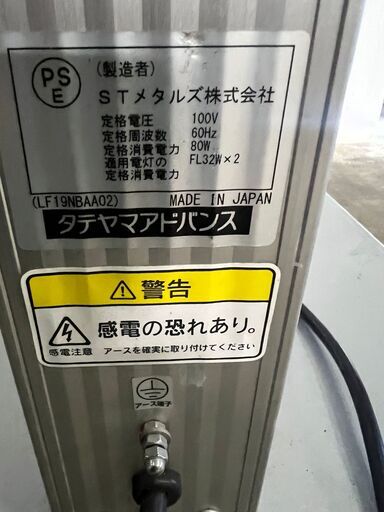 PS
E
(製造者)
STメタルズ株式会社
定格電圧 100V
定格周波数 60Hz
定格消費電力 80W
適用電灯の FL32W×2
定格消費電力
(LF19NBAA02) MADE IN JAPAN
タテヤマアドバンス
警告
感電の恐れあり。
感電注意 アースを確実に取り付けてください
アース端子